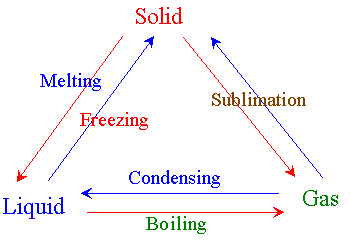 Solid
Melting
Sublimation
Freezing
Condensing
Liquid
Gas
Boiling